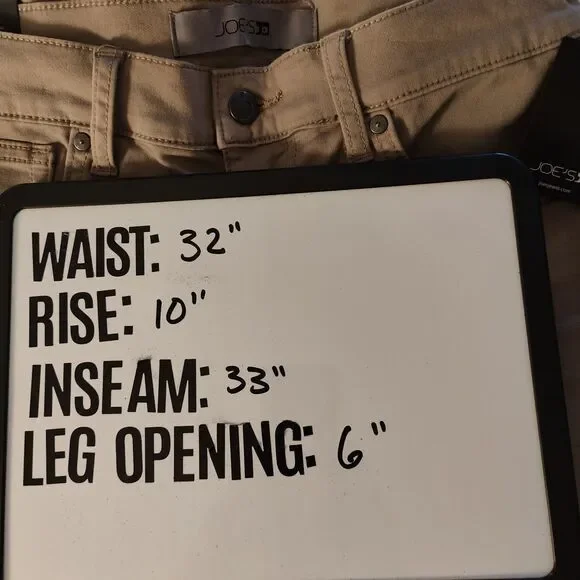 JOE'S
JOE'S
WAIST: 32"
RISE: 10"
INSEAM: 33"
LEG OPENING: 6"